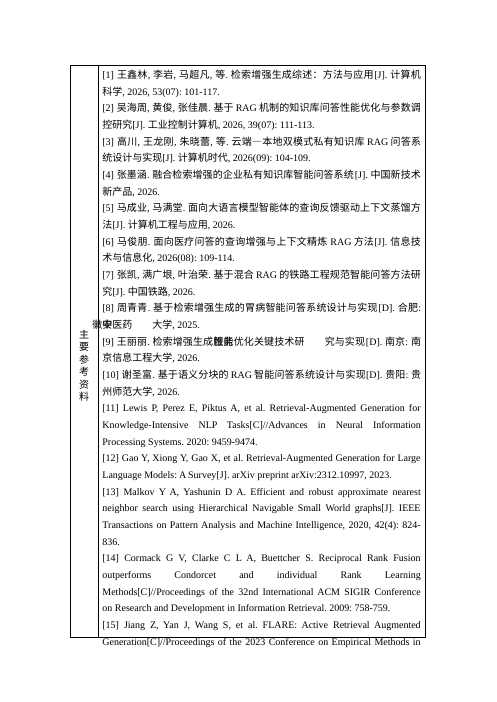 主要参考资料
[1] 王鑫林, 李岩, 马超凡, 等. 检索增强生成综述：方法与应用[J]. 计算机
科学, 2026, 53(07): 101-117.
[2] 吴海周, 黄俊, 张佳晨. 基于 RAG 机制的知识库问答性能优化与参数调
控研究[J]. 工业控制计算机, 2026, 39(07): 111-113.
[3] 高川, 王龙刚, 朱晓蕾, 等. 云端—本地双模式私有知识库 RAG 问答系
统设计与实现[J]. 计算机时代, 2026(09): 104-109.
[4] 张墨涵. 融合检索增强的企业私有知识库智能问答系统[J]. 中国新技术
新产品, 2026.
[5] 马成业, 马满堂. 面向大语言模型智能体的查询反馈驱动上下文蒸馏方
法[J]. 计算机工程与应用, 2026.
[6] 马俊朋. 面向医疗问答的查询增强与上下文精炼 RAG 方法[J]. 信息技
术与信息化, 2026(08): 109-114.
[7] 张凯, 满广垠, 叶治荣. 基于混合 RAG 的铁路工程规范智能问答方法研
究[J]. 中国铁路, 2026.
[8] 周青青. 基于检索增强生成的胃病智能问答系统设计与实现[D]. 合肥:
安徽中医药 大学, 2025.
[9] 王丽丽. 检索增强生成性能优化关键技术研 究与实现[D]. 南京: 南
京信息工程大学, 2026.
[10] 谢圣富. 基于语义分块的 RAG 智能问答系统设计与实现[D]. 贵阳: 贵
州师范大学, 2026.
[11] Lewis P, Perez E, Piktus A, et al. Retrieval-Augmented Generation for
Knowledge-Intensive NLP Tasks[C]//Advances in Neural Information
Processing Systems. 2020: 9459-9474.
[12] Gao Y, Xiong Y, Gao X, et al. Retrieval-Augmented Generation for Large
Language Models: A Survey[J]. arXiv preprint arXiv:2312.10997, 2023.
[13] Malkov Y A, Yashunin D A. Efficient and robust approximate nearest
neighbor search using Hierarchical Navigable Small World graphs[J]. IEEE
Transactions on Pattern Analysis and Machine Intelligence, 2020, 42(4): 824-
836.
[14] Cormack G V, Clarke C L A, Buettcher S. Reciprocal Rank Fusion
outperforms Condorcet and individual Rank Learning
Methods[C]//Proceedings of the 32nd International ACM SIGIR Conference
on Research and Development in Information Retrieval. 2009: 758-759.
[15] Jiang Z, Yan J, Wang S, et al. FLARE: Active Retrieval Augmented
Generation[C]//Proceedings of the 2023 Conference on Empirical Methods in